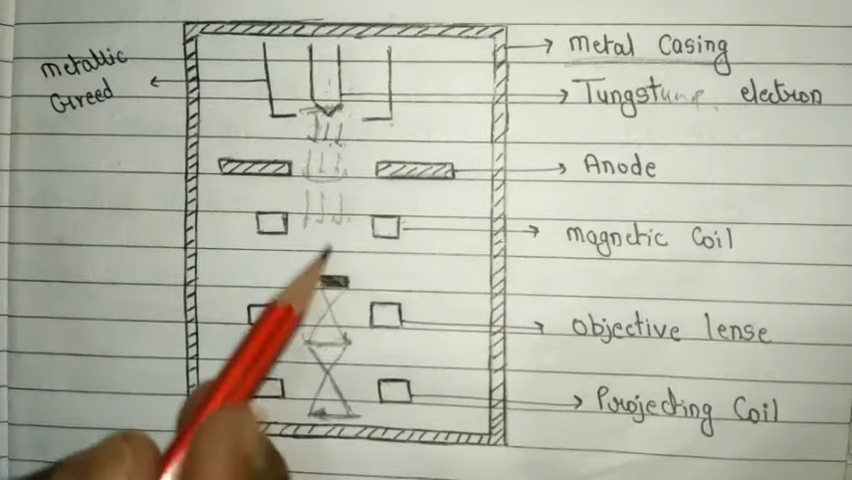 metallic
Greed
metal Casing
Tungstune electron
Anode
magnetic Coil
Objective lense
Projecting Coil